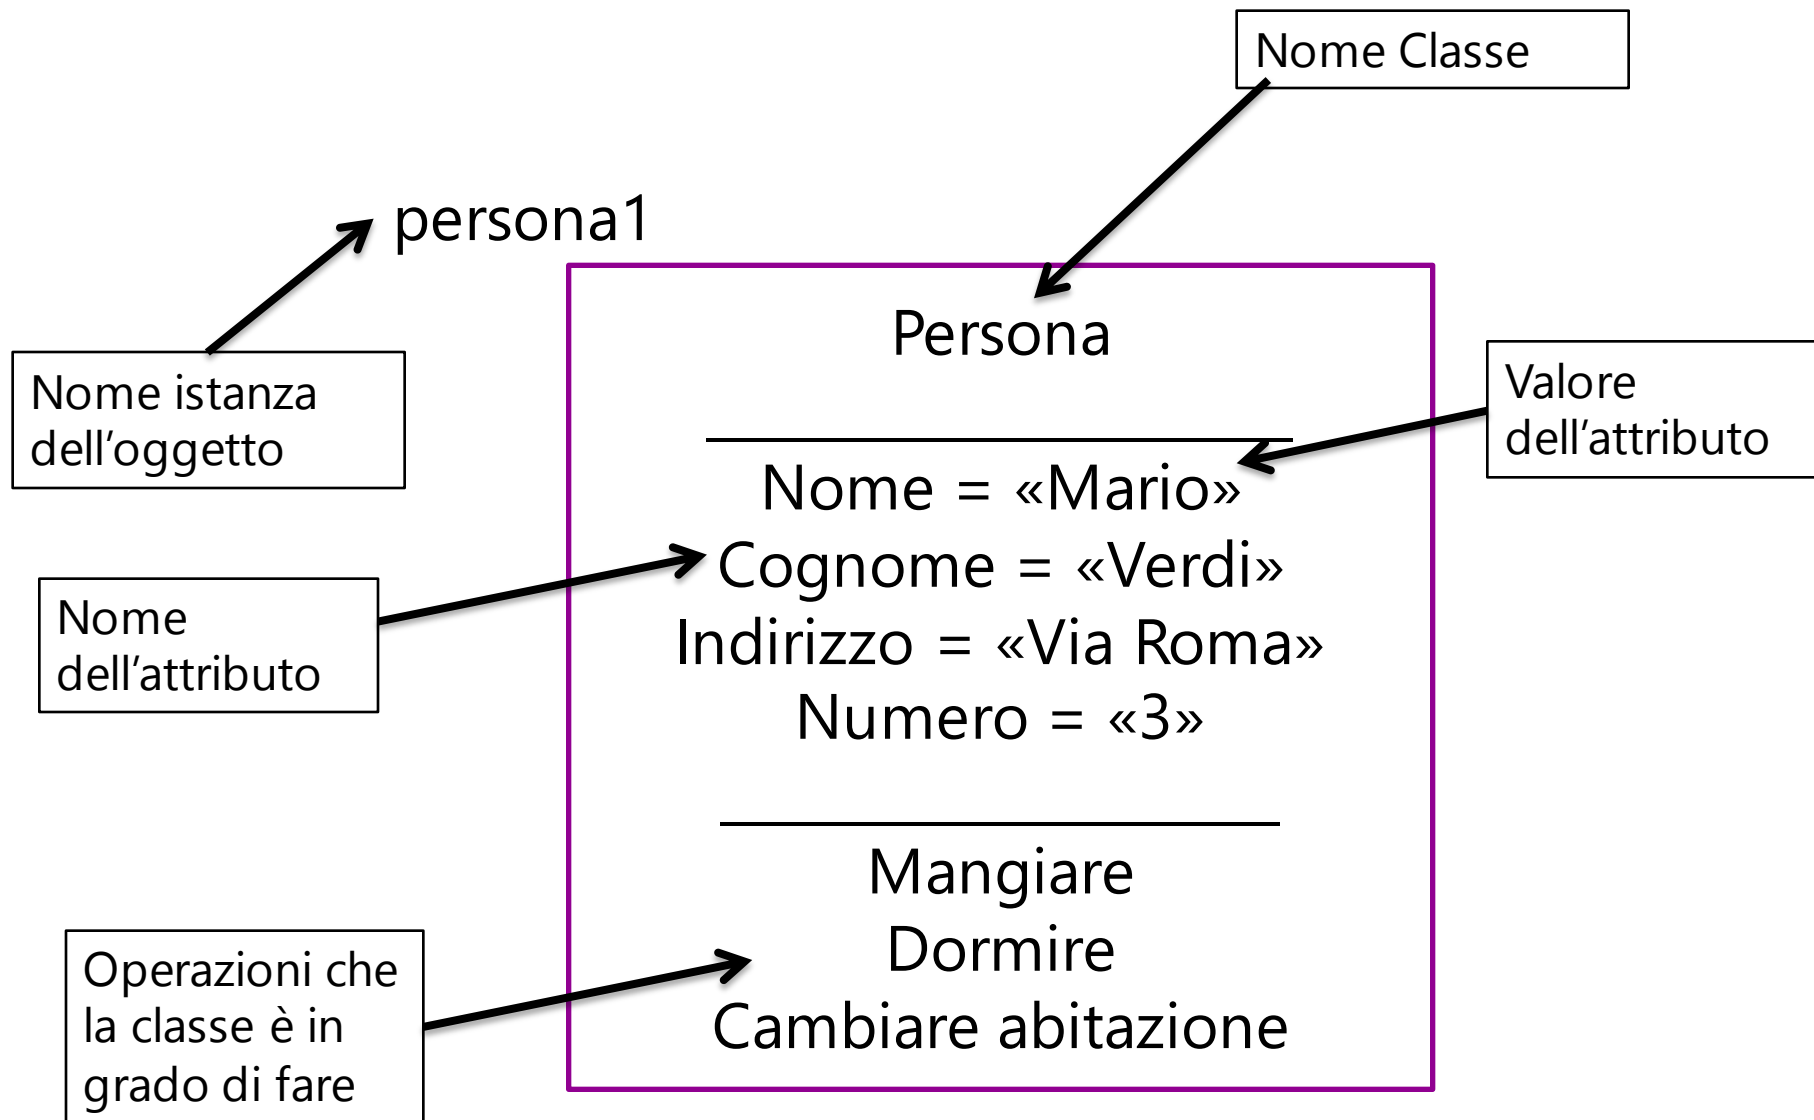 Nome Classe
persona1
Persona
Nome istanza
dell’oggetto
Valore
dell’attributo
Nome = «Mario»
Cognome = «Verdi»
Indirizzo = «Via Roma»
Numero = «3»
Nome
dell’attributo
Mangiare
Dormire
Cambiare abitazione
Operazioni che
la classe è in
grado di fare